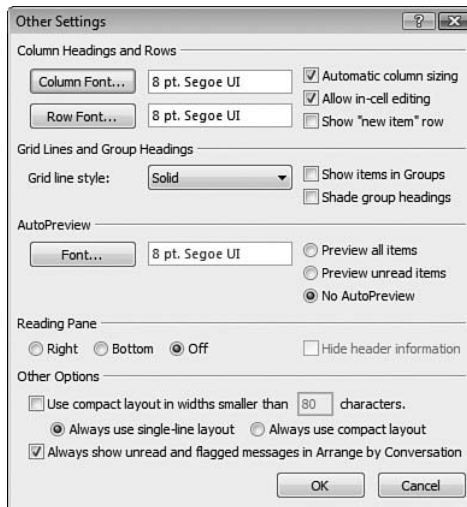 Other Settings
Column Headings and Rows
Column Font... 8 pt. Segoe UI
Automatic column sizing
Allow in-cell editing
Row Font... 8 pt. Segoe UI
Show "new item" row
Grid Lines and Group Headings
Grid line style: Solid
Show items in Groups
Shade group headings
AutoPreview
Font... 8 pt. Segoe UI
Preview all items
Preview unread items
No AutoPreview
Reading Pane
Right Bottom Off Hide header information
Other Options
Use compact layout in widths smaller than 80 characters.
Always use single-line layout Always use compact layout
Always show unread and flagged messages in Arrange by Conversation
OK Cancel